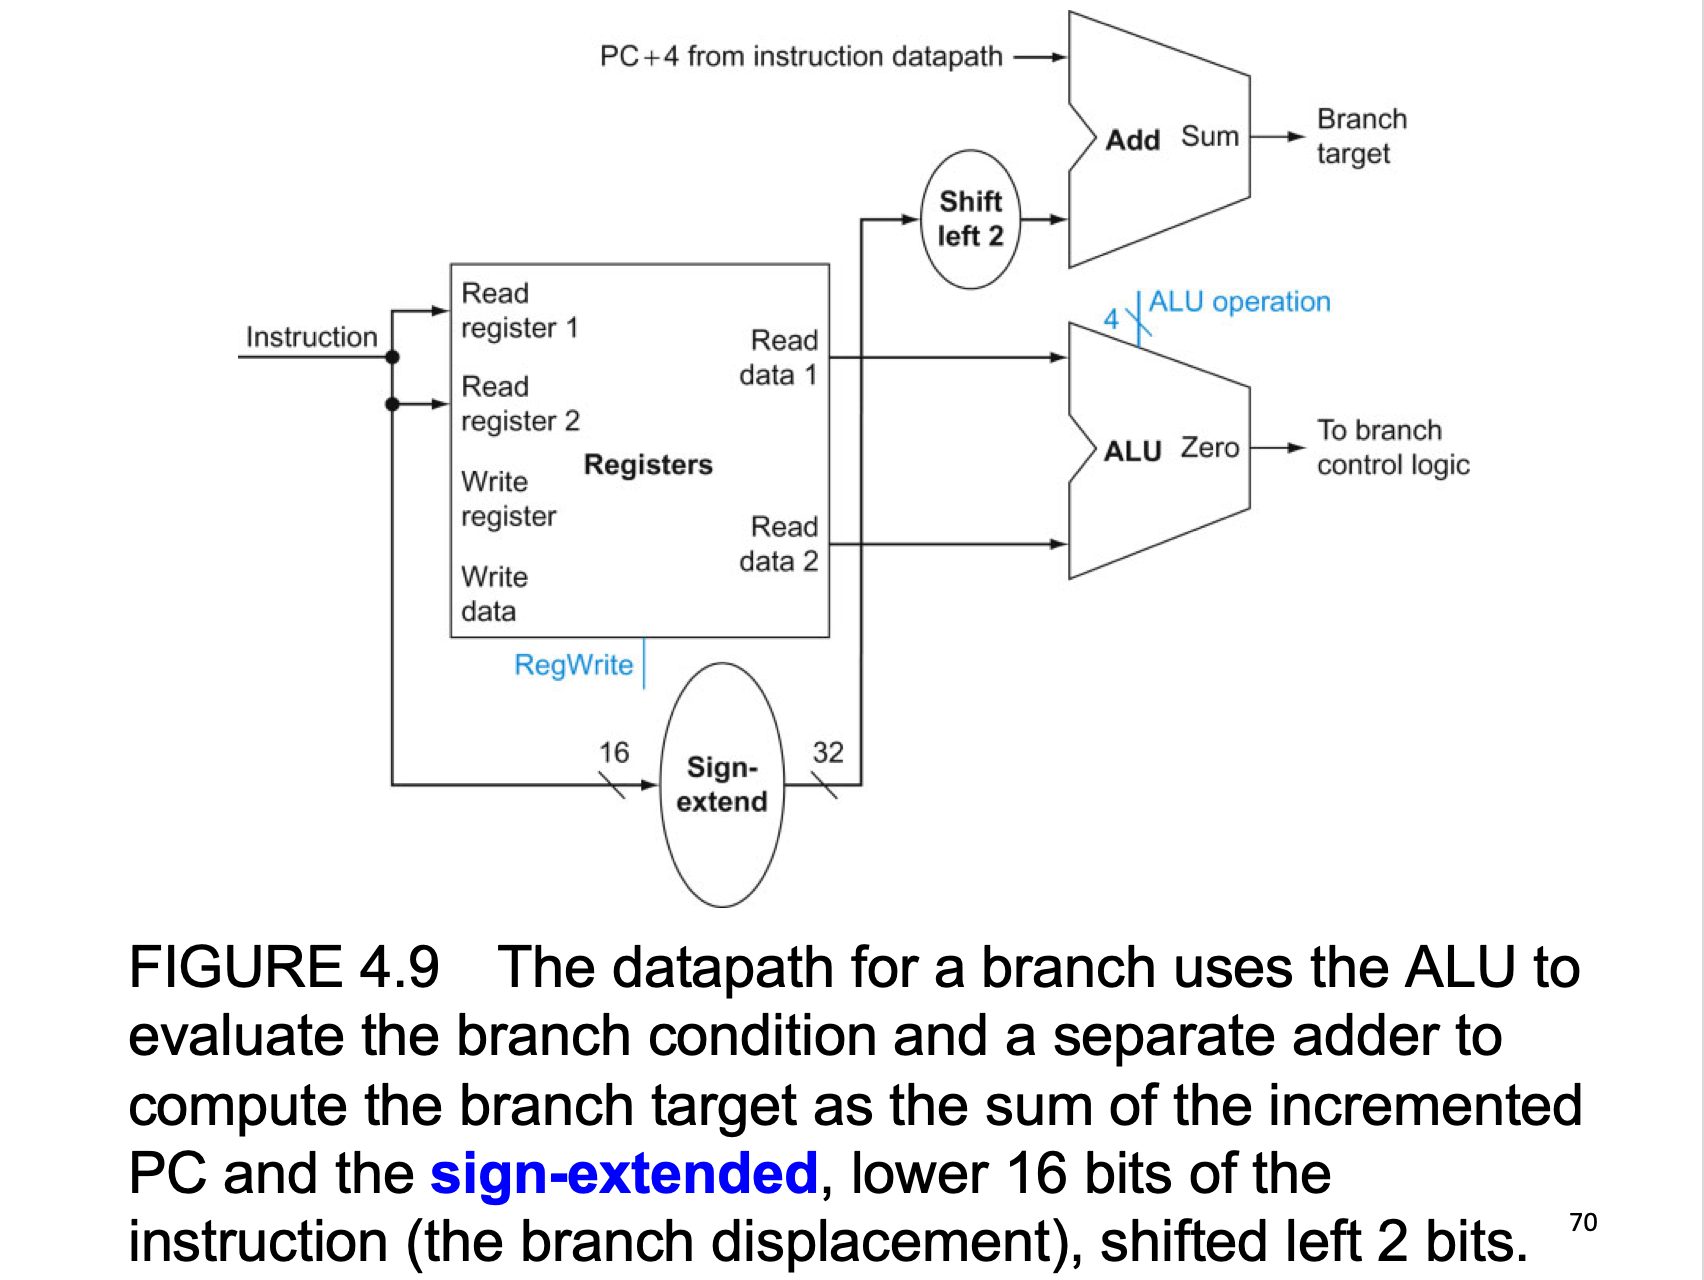 PC+4 from instruction datapath
Add Sum
Branch
target
Shift
left 2
4
ALU operation
Instruction
Read
register 1
Read
register 2
Write
register
Write
data
Registers
Read
data 1
Read
data 2
ALU Zero
To branch
control logic
RegWrite
16
Sign-
extend
32
FIGURE 4.9 The datapath for a branch uses the ALU to
evaluate the branch condition and a separate adder to
compute the branch target as the sum of the incremented
PC and the sign-extended, lower 16 bits of the
instruction (the branch displacement), shifted left 2 bits.
70